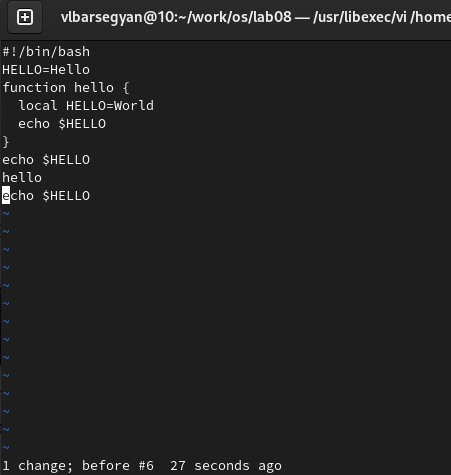 vlbarsegyan@10:~/work/os/lab08 — /usr/libexec/vi /home
#!/bin/bash
HELLO=Hello
function hello {
  local HELLO=World
  echo $HELLO
}
echo $HELLO
hello
echo $HELLO
~
~
~
~
~
~
~
~
~
~
~
~
~
~
1 change; before #6  27 seconds ago